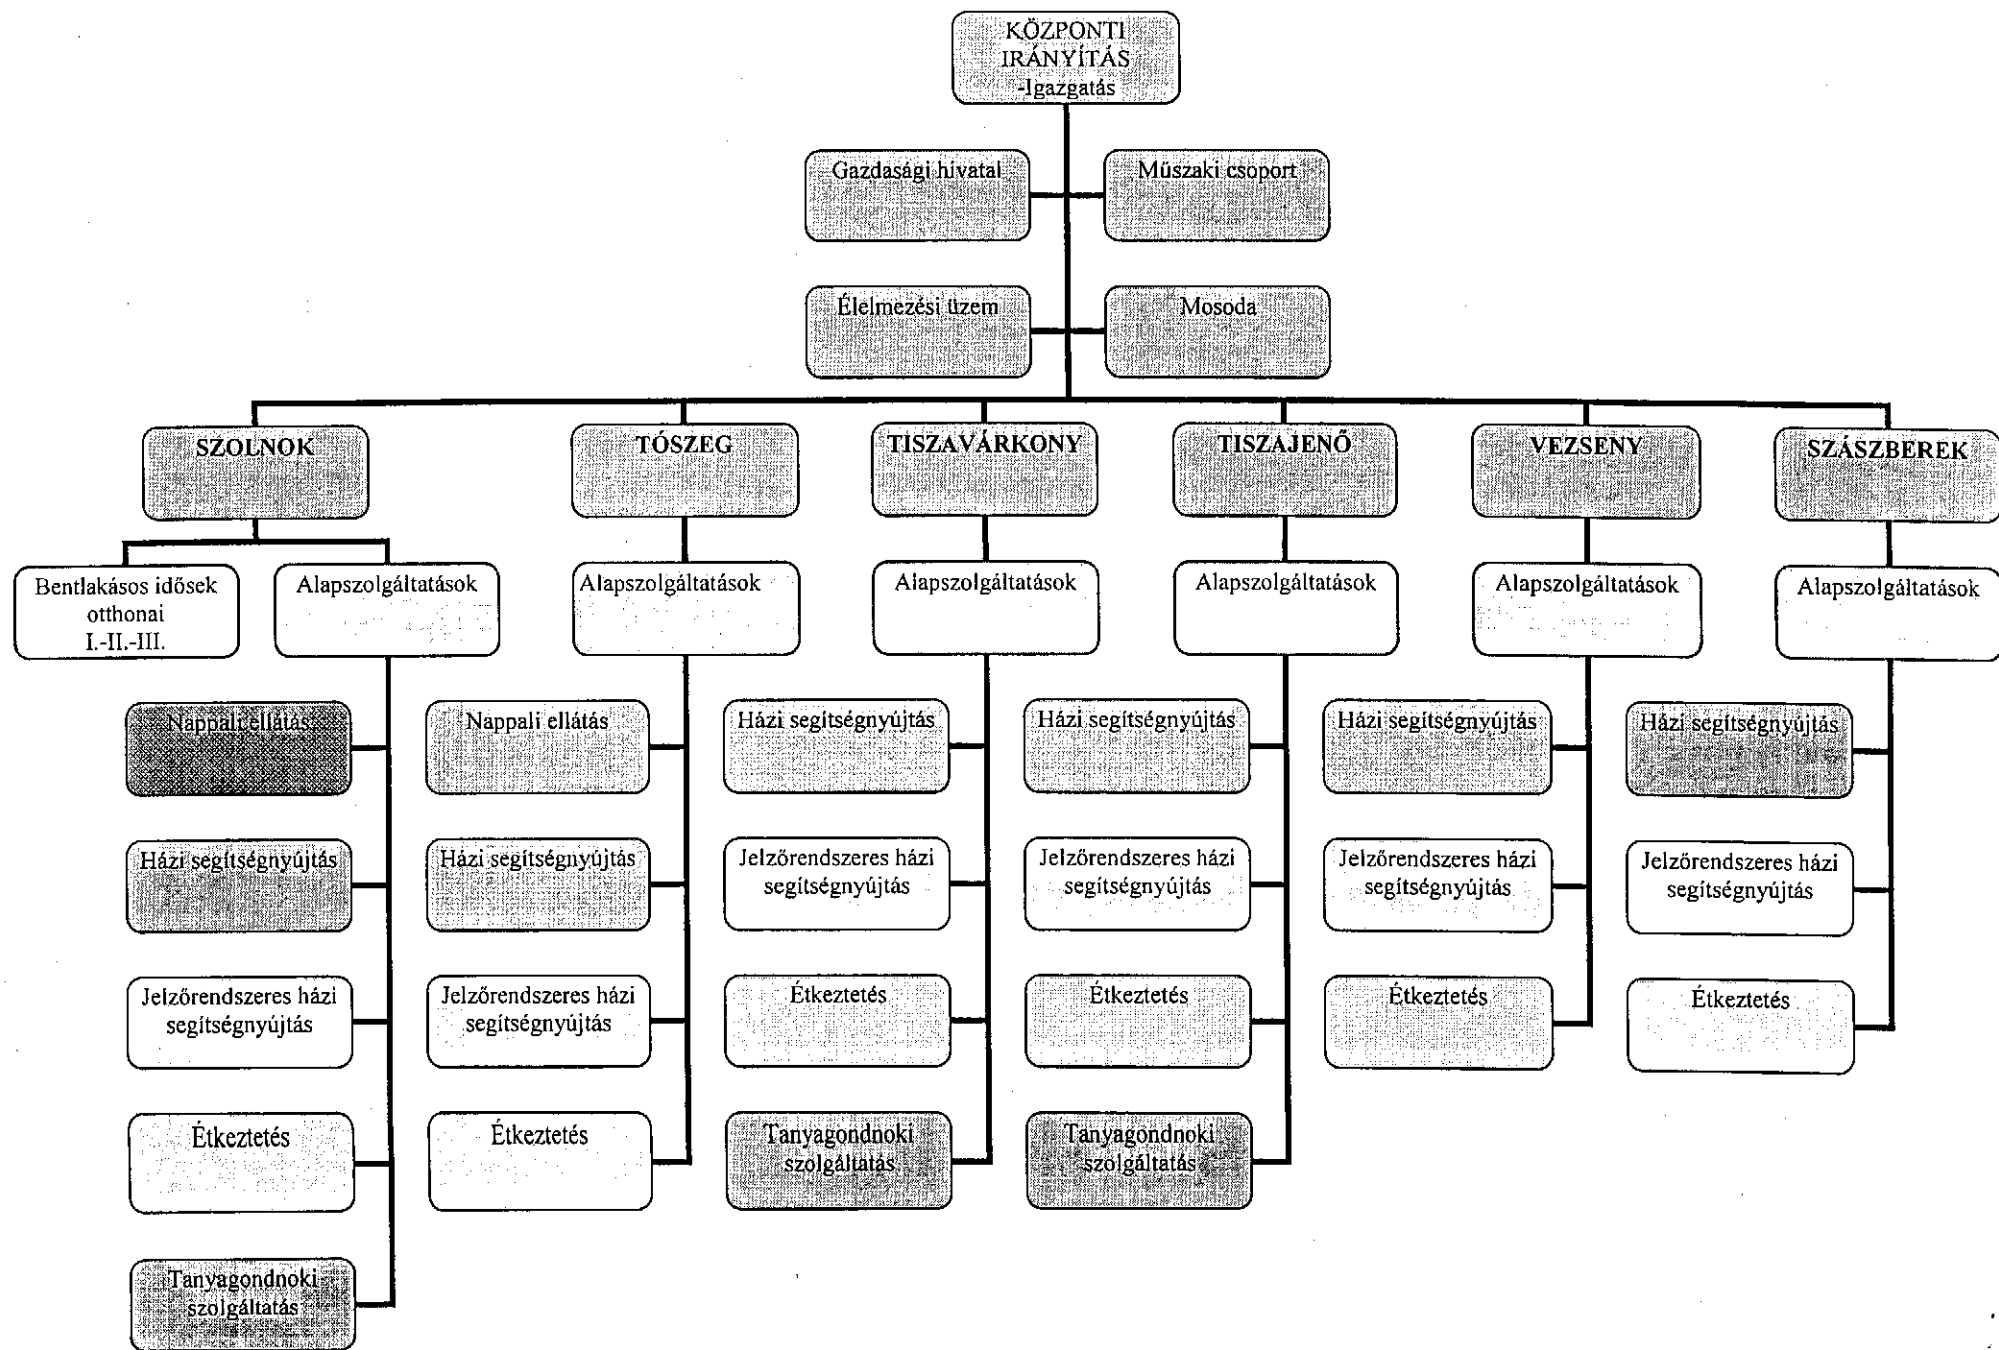 KÖZPONTI
IRÁNYÍTÁS
-Igazgatás
Gazdasági hivatal
Műszaki csoport
Élelmezési üzem
Mosoda
SZOLNOK
TÓSZEG
TISZAVÁRKONY
TISZAJENŐ
VEZSENY
SZÁSZBEREK
Bentlakásos idősek
otthonai
I.-II.-III.
Alapszolgáltatások
Alapszolgáltatások
Alapszolgáltatások
Alapszolgáltatások
Alapszolgáltatások
Alapszolgáltatások
Nappali ellátás
Nappali ellátás
Házi segítségnyújtás
Házi segítségnyújtás
Házi segítségnyújtás
Házi segítségnyújtás
Házi segítségnyújtás
Házi segítségnyújtás
Jelzőrendszeres házi
segítségnyújtás
Jelzőrendszeres házi
segítségnyújtás
Jelzőrendszeres házi
segítségnyújtás
Jelzőrendszeres házi
segítségnyújtás
Jelzőrendszeres házi
segítségnyújtás
Jelzőrendszeres házi
segítségnyújtás
Étkeztetés
Étkeztetés
Étkeztetés
Étkeztetés
Étkeztetés
Étkeztetés
Tanyagondnoki
szolgáltatás
Tanyagondnoki
szolgáltatás
Tanyagondnoki
szolgáltatás